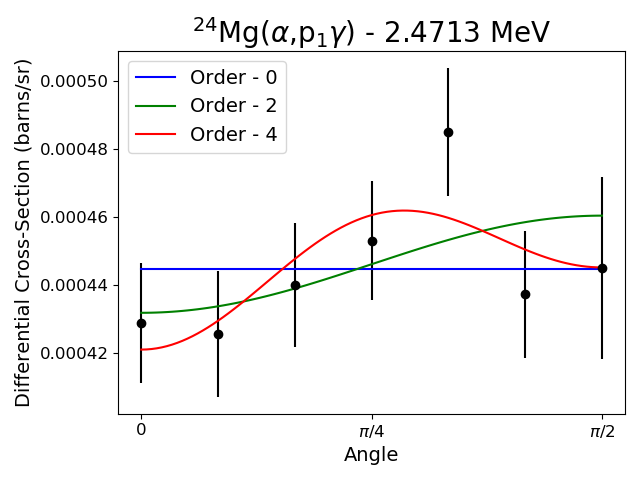 ²⁴Mg(α,p₁γ) - 2.4713 MeV
Differential Cross-Section (barns/sr)
0.00050
0.00048
0.00046
0.00044
0.00042
Order - 0
Order - 2
Order - 4
0 π/4 π/2
Angle